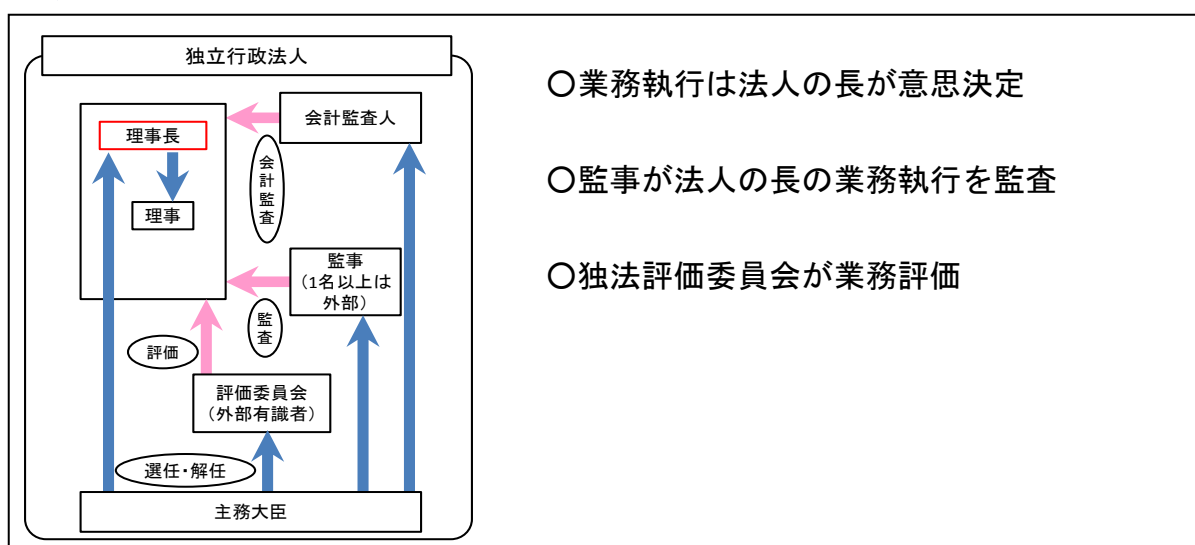 独立行政法人
理事長
理事
会計監査人
会計監査
監事
（1名以上は
外部）
監査
評価
評価委員会
（外部有識者）
選任・解任
主務大臣
〇業務執行は法人の長が意思決定
〇監事が法人の長の業務執行を監査
〇独法評価委員会が業務評価